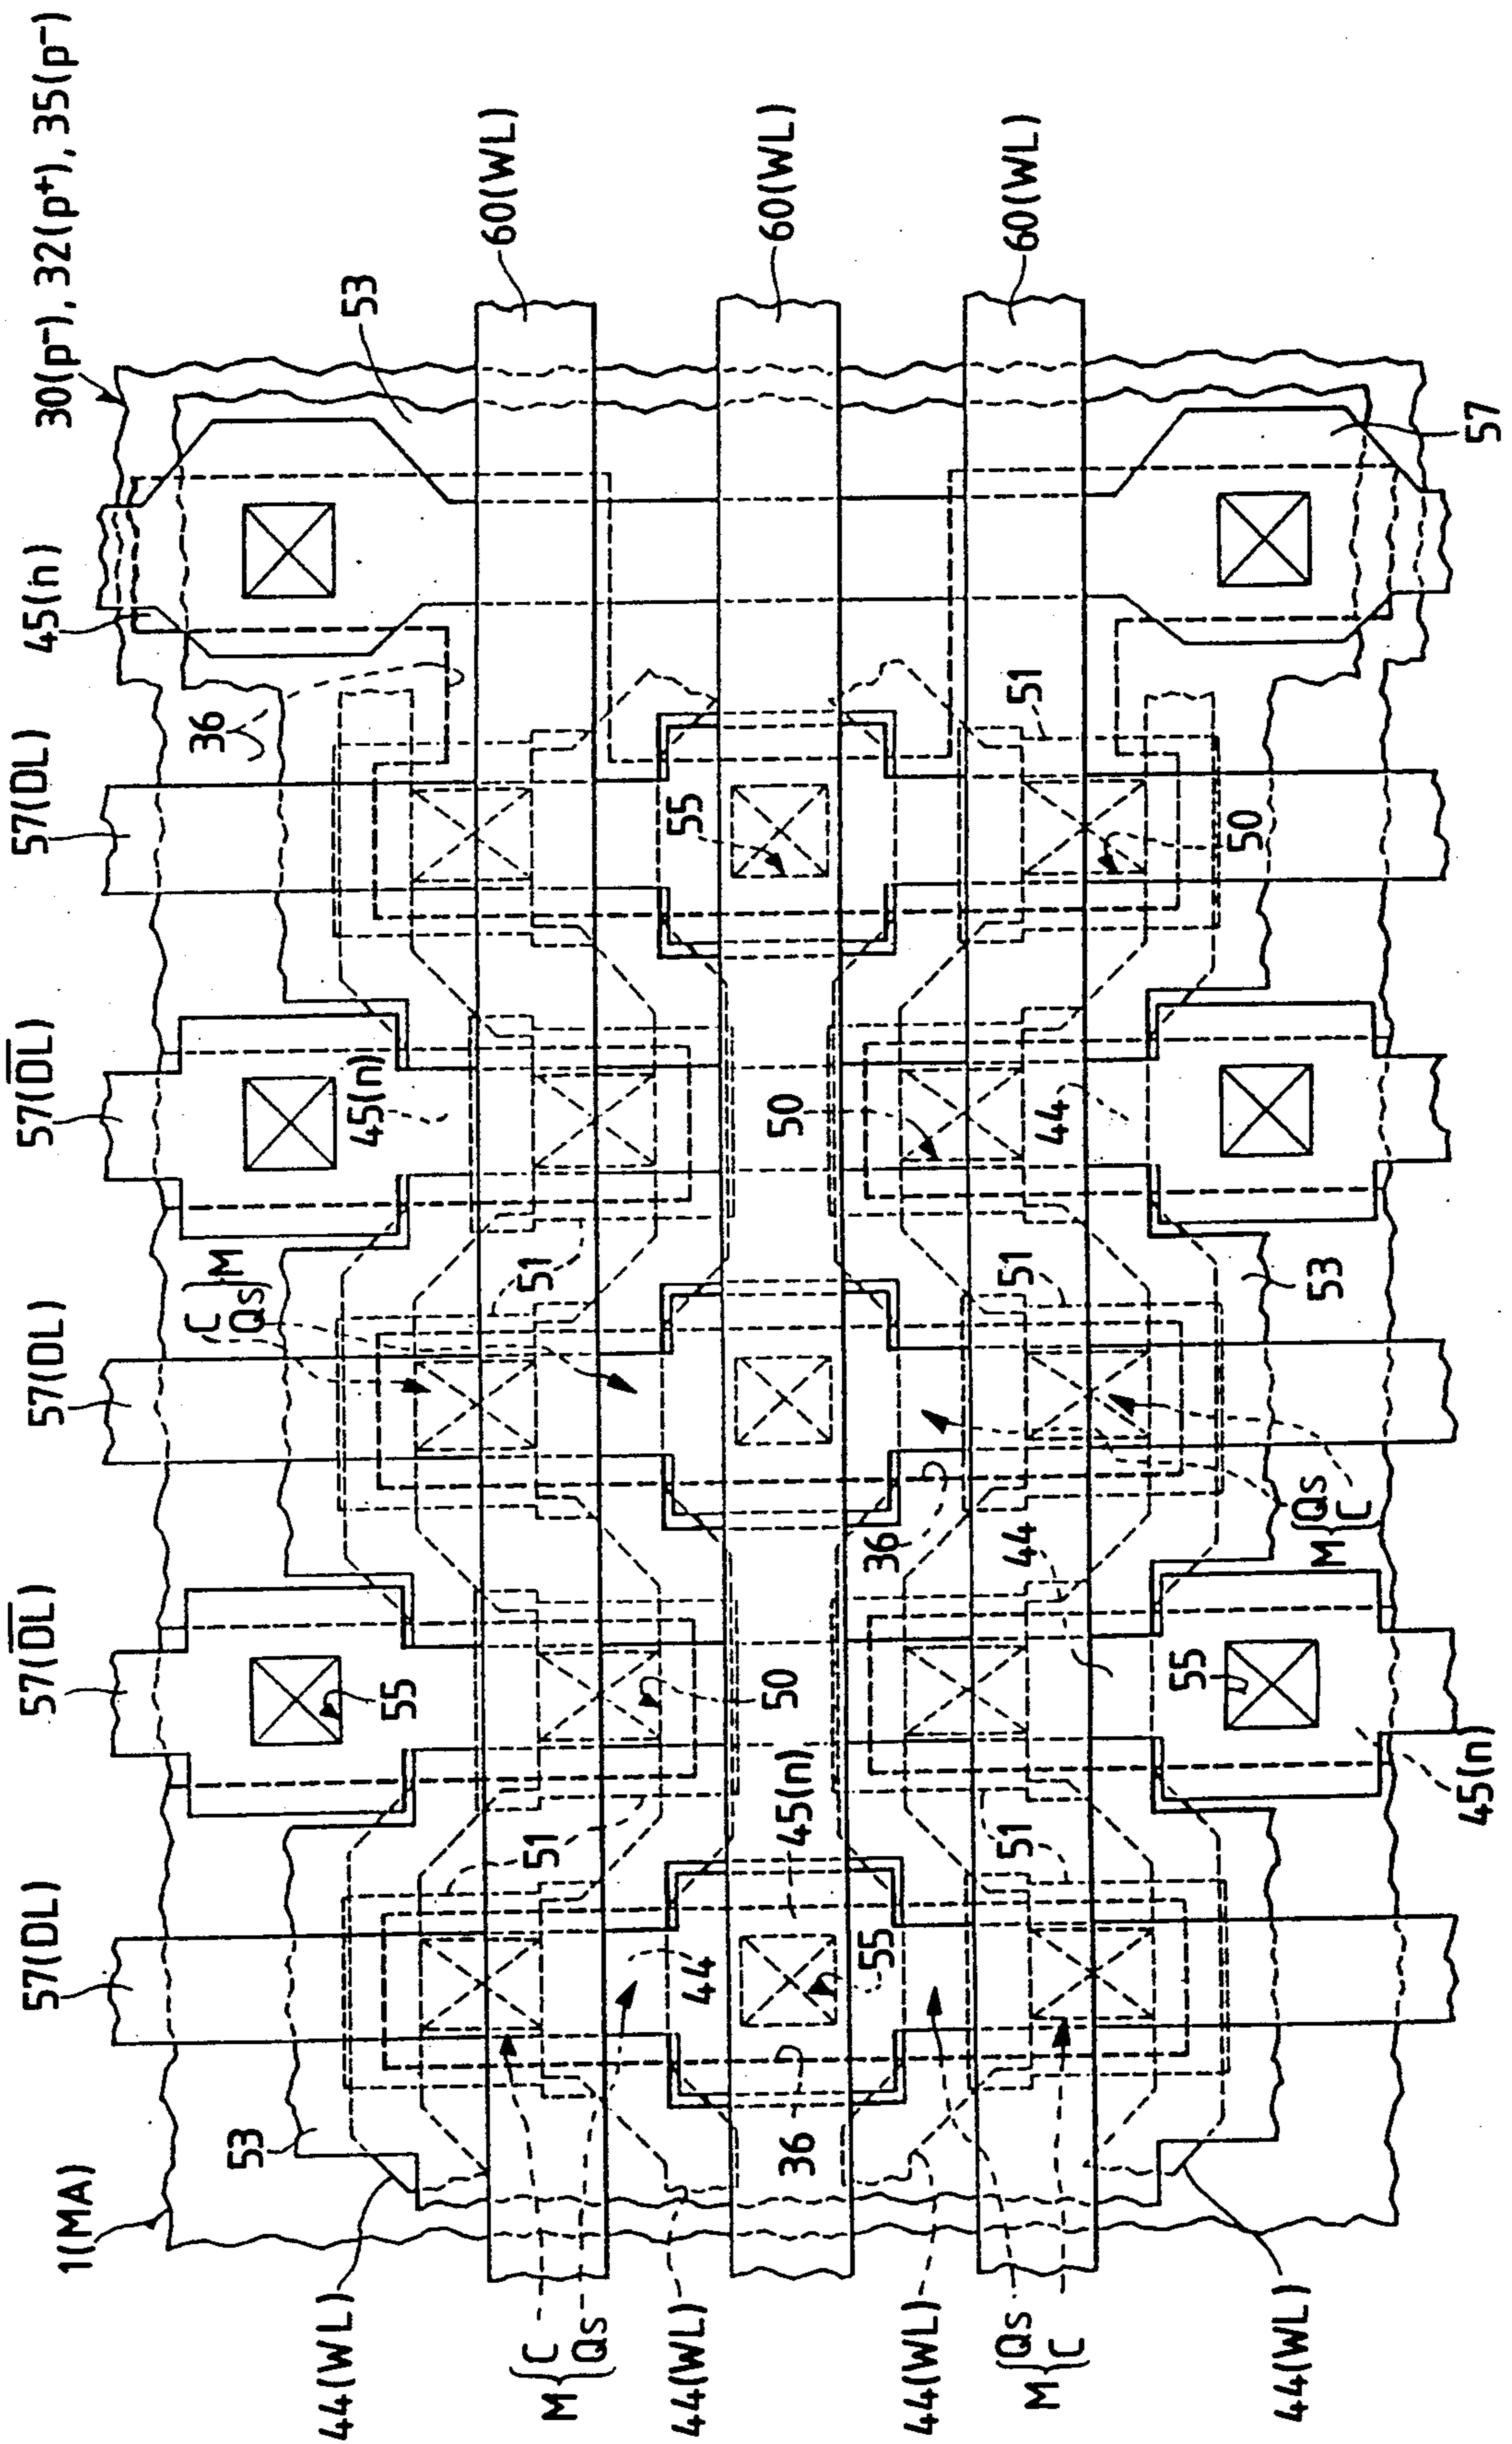 30(p⁻), 32(p⁺), 35(p⁻)
60(WL)
60(WL)
60(WL)
53
57
45(n)
36
51
57(DL)
55
50
57(D̅L̅)
45(n)
50
44
51
51
53
C
Qs
M
57(DL)
36
44
M
Qs
C
57(D̅L̅)
55
50
55
45(n)
45(n)
51
51
57(DL)
44
55
53
36
1(MA)
44(WL)
M
C
Qs
44(WL)
44(WL)
M
Qs
C
44(WL)